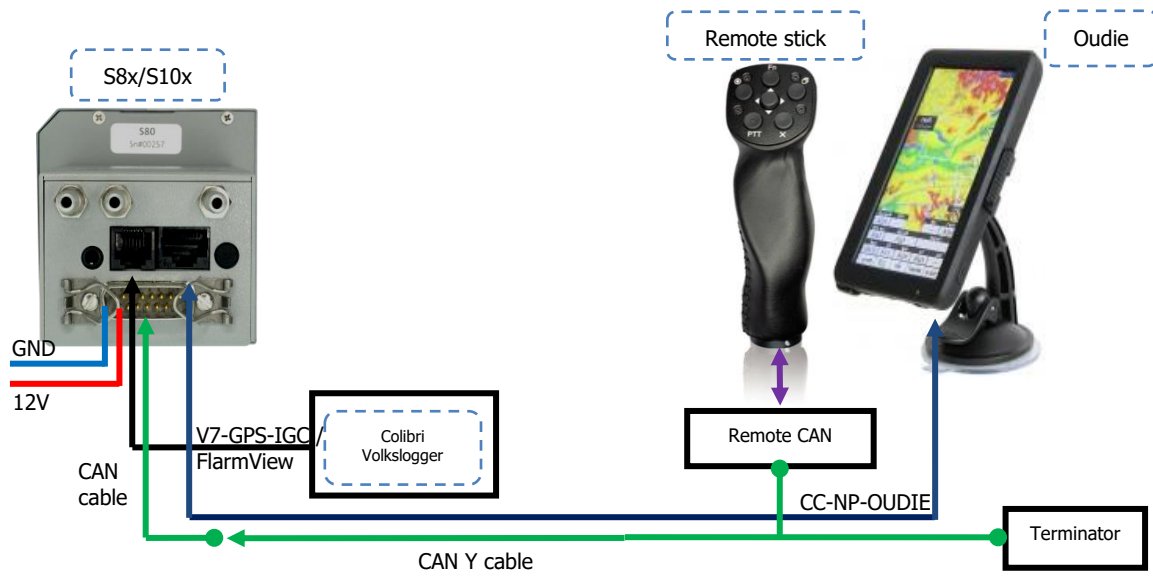 S8x/S10x
Remote stick
Oudie
S80
Sn#00257
Fn
PTT
X
GND
12V
V7-GPS-IGC /
FlarmView
Colibri
Volkslogger
CAN
cable
Remote CAN
CC-NP-OUDIE
Terminator
CAN Y cable